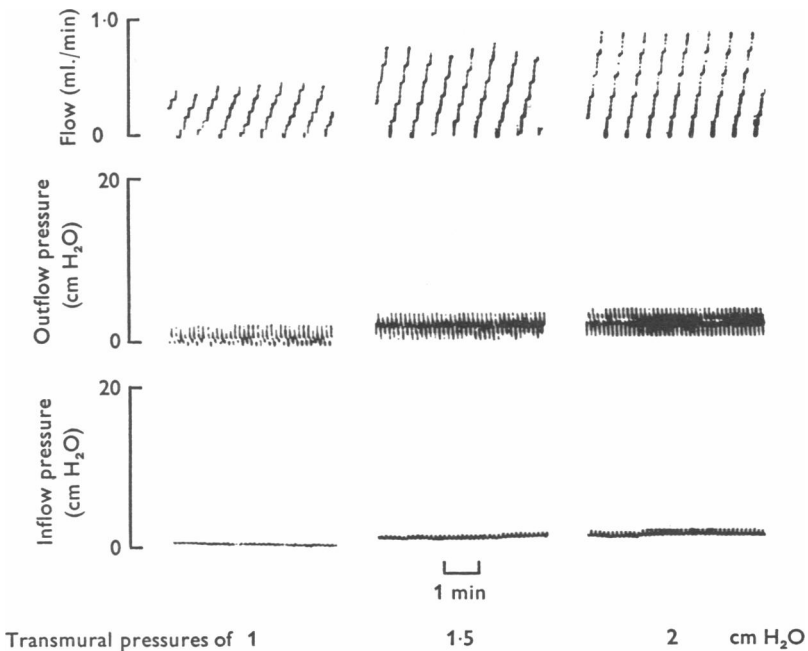 1·0
Flow (ml./min)
0
20
Outflow pressure
(cm H₂O)
0
20
Inflow pressure
(cm H₂O)
0
1 min
Transmural pressures of 1 1·5 2 cm H₂O